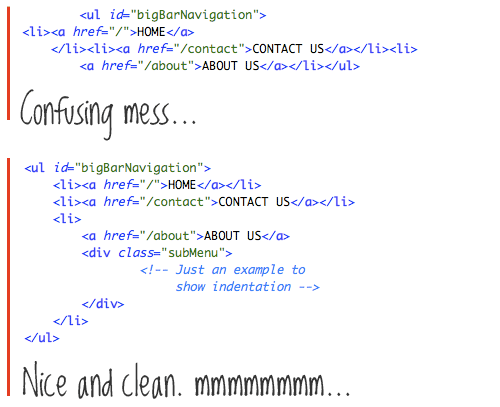 <ul id="bigBarNavigation">
<li><a href="/">HOME</a>
</li><li><a href="/contact">CONTACT US</a></li><li>
<a href="/about">ABOUT US</a></li></ul>
Confusing mess...
<ul id="bigBarNavigation">
<li><a href="/">HOME</a></li>
<li><a href="/contact">CONTACT US</a></li>
<li>
<a href="/about">ABOUT US</a>
<div class="subMenu">
<!-- Just an example to
show indentation -->
</div>
</li>
</ul>
Nice and clean. mmmmmmmm...